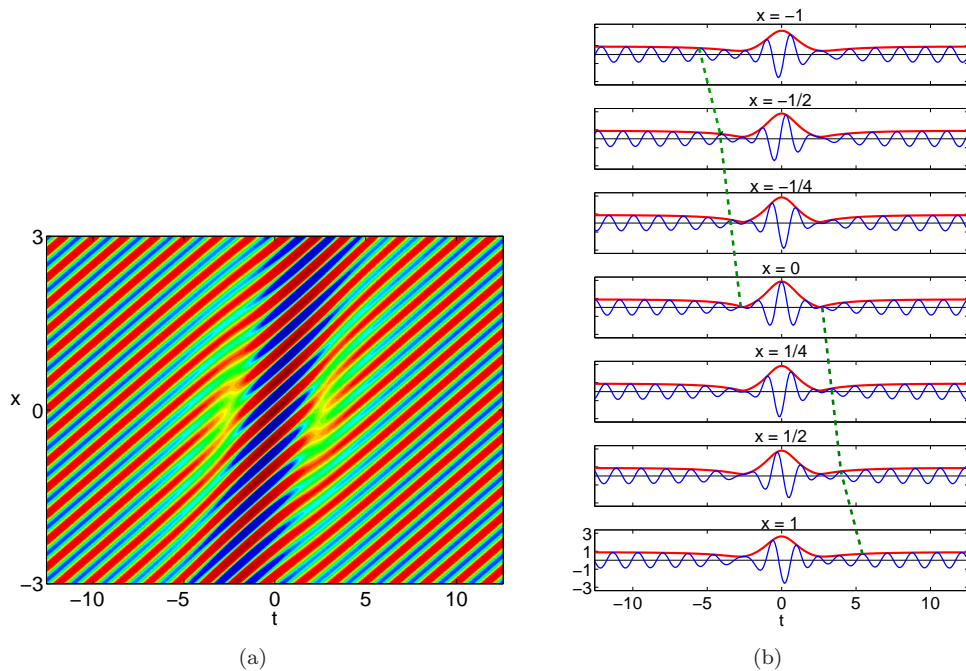 3
x 0
−3
−10 −5 0 5 10
t
(a)
x = −1
x = −1/2
x = −1/4
x = 0
x = 1/4
x = 1/2
x = 1
3
1
−1
−3
−10 −5 0 5 10
t
(b)